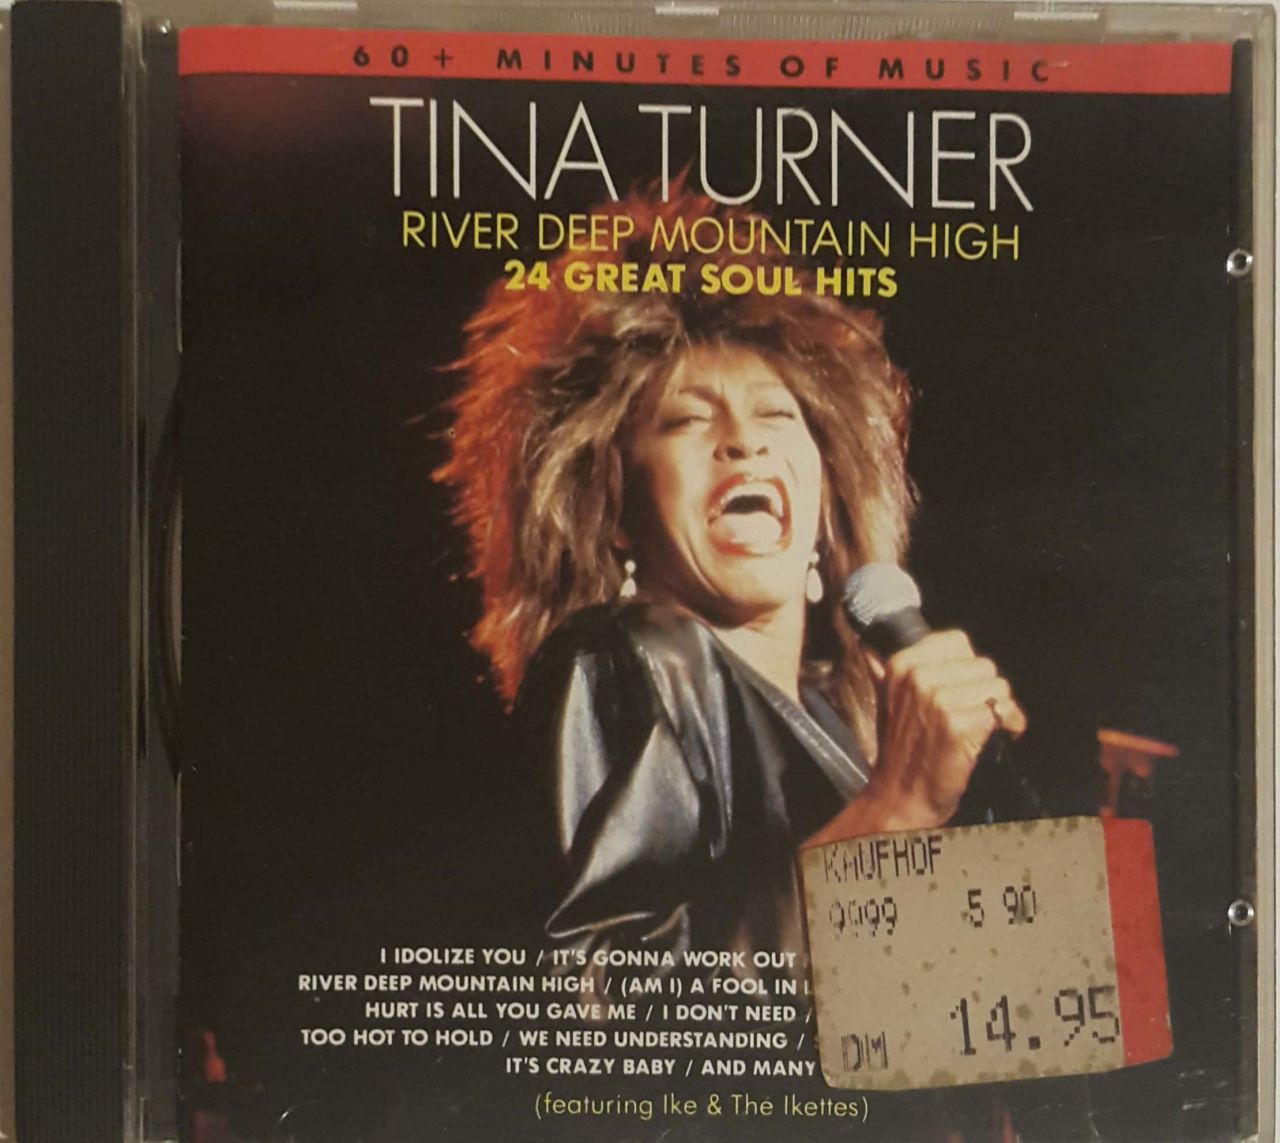 60+ MINUTES OF MUSIC
TINA TURNER
RIVER DEEP MOUNTAIN HIGH
24 GREAT SOUL HITS
I IDOLIZE YOU / IT'S GONNA WORK OUT
RIVER DEEP MOUNTAIN HIGH / (AM I) A FOOL IN
HURT IS ALL YOU GAVE ME / I DON'T NEED /
TOO HOT TO HOLD / WE NEED UNDERSTANDING /
IT'S CRAZY BABY / AND MANY
(featuring Ike & The Ikettes)
KAUFHOF
9999 5 90
DM 14.95